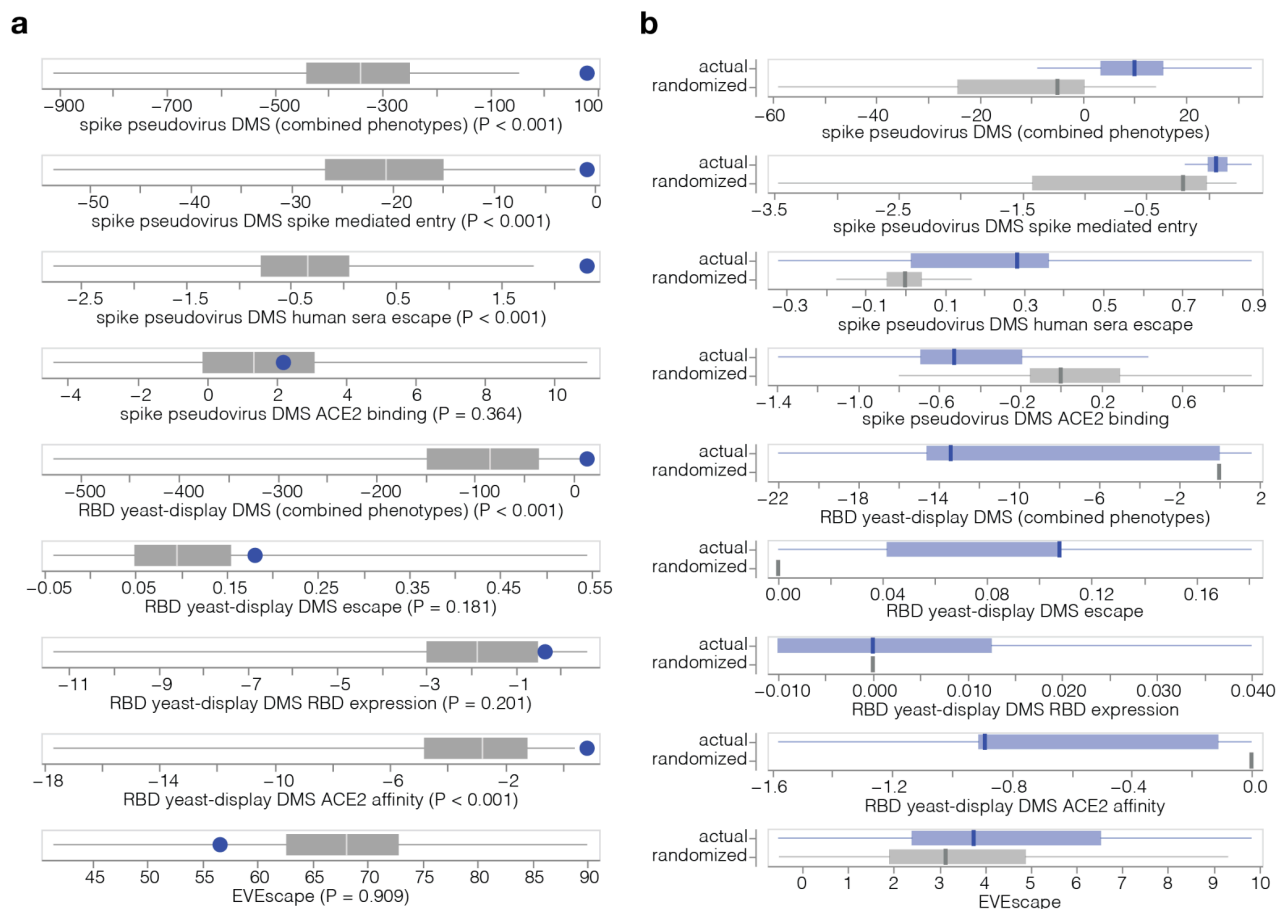 a
−900 −700 −500 −300 −100 100
spike pseudovirus DMS (combined phenotypes) (P < 0.001)
−50 −40 −30 −20 −10 0
spike pseudovirus DMS spike mediated entry (P < 0.001)
−2.5 −1.5 −0.5 0.5 1.5
spike pseudovirus DMS human sera escape (P < 0.001)
−4 −2 0 2 4 6 8 10
spike pseudovirus DMS ACE2 binding (P = 0.364)
−500 −400 −300 −200 −100 0
RBD yeast-display DMS (combined phenotypes) (P < 0.001)
−0.05 0.05 0.15 0.25 0.35 0.45 0.55
RBD yeast-display DMS escape (P = 0.181)
−11 −9 −7 −5 −3 −1
RBD yeast-display DMS RBD expression (P = 0.201)
−18 −14 −10 −6 −2
RBD yeast-display DMS ACE2 affinity (P < 0.001)
45 50 55 60 65 70 75 80 85 90
EVEscape (P = 0.909)
b
actual
randomized
−60 −40 −20 0 20
spike pseudovirus DMS (combined phenotypes)
actual
randomized
−3.5 −2.5 −1.5 −0.5
spike pseudovirus DMS spike mediated entry
actual
randomized
−0.3 −0.1 0.1 0.3 0.5 0.7 0.9
spike pseudovirus DMS human sera escape
actual
randomized
−1.4 −1.0 −0.6 −0.2 0.2 0.6
spike pseudovirus DMS ACE2 binding
actual
randomized
−22 −18 −14 −10 −6 −2 2
RBD yeast-display DMS (combined phenotypes)
actual
randomized
0.00 0.04 0.08 0.12 0.16
RBD yeast-display DMS escape
actual
randomized
−0.010 0.000 0.010 0.020 0.030 0.040
RBD yeast-display DMS RBD expression
actual
randomized
−1.6 −1.2 −0.8 −0.4 0.0
RBD yeast-display DMS ACE2 affinity
actual
randomized
0 1 2 3 4 5 6 7 8 9 10
EVEscape